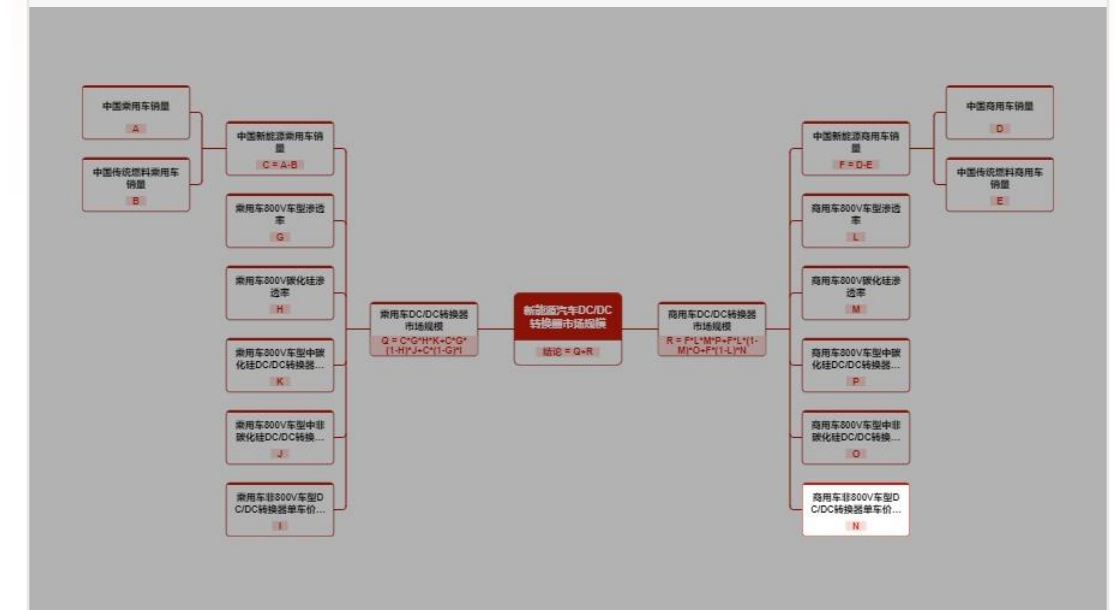 中国乘用车销量
A
中国传统燃料乘用车
销量
B
中国新能源乘用车销
量
C = A-B
乘用车800V车型渗透
率
G
乘用车800V碳化硅渗
透率
H
乘用车800V车型中碳
化硅DC/DC转换器...
K
乘用车800V车型中非
碳化硅DC/DC转换...
J
乘用车非800V车型D
C/DC转换器单车价...
I
乘用车DC/DC转换器
市场规模
Q = C*G*H*K+C*G*
(1-H)*J+C*(1-G)*I
新能源汽车DC/DC
转换器市场规模
结论 = Q+R
商用车DC/DC转换器
市场规模
R = F*L*M*P+F*L*(1-
M)*O+F*(1-L)*N
中国新能源商用车销
量
F = D-E
商用车800V车型渗透
率
L
商用车800V碳化硅渗
透率
M
商用车800V车型中碳
化硅DC/DC转换器...
P
商用车800V车型中非
碳化硅DC/DC转换...
O
商用车非800V车型D
C/DC转换器单车价...
N
中国商用车销量
D
中国传统燃料商用车
销量
E